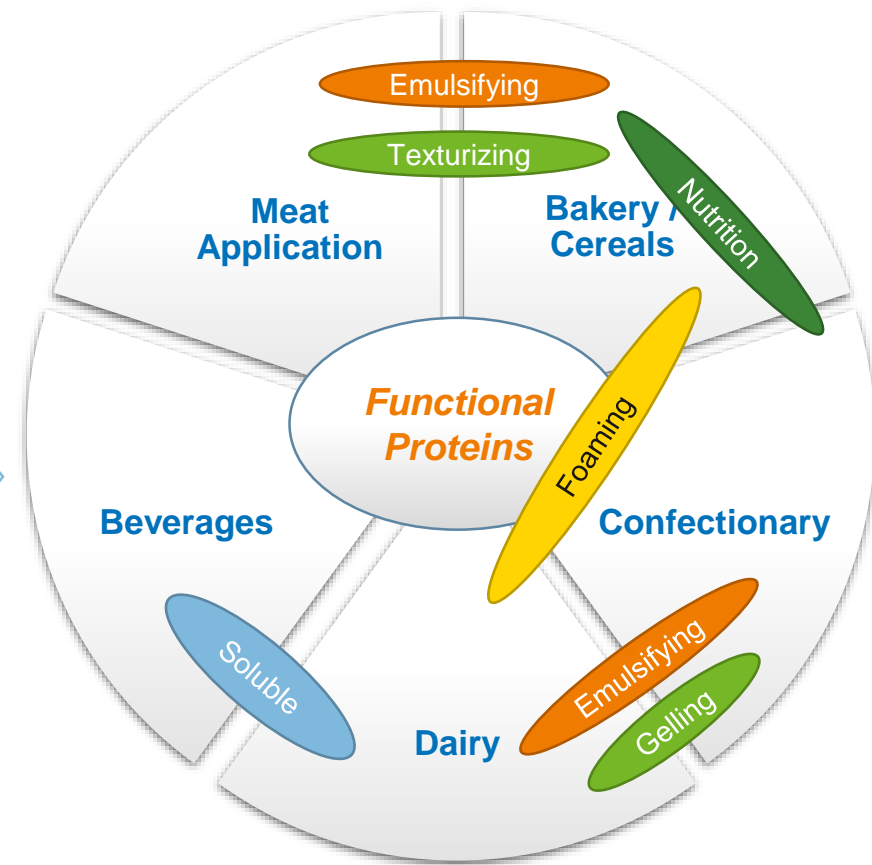 Emulsifying
Texturizing
Meat
Application
Bakery /
Cereals
Nutrition
Functional
Proteins
Foaming
Beverages
Confectionary
Soluble
Emulsifying
Gelling
Dairy